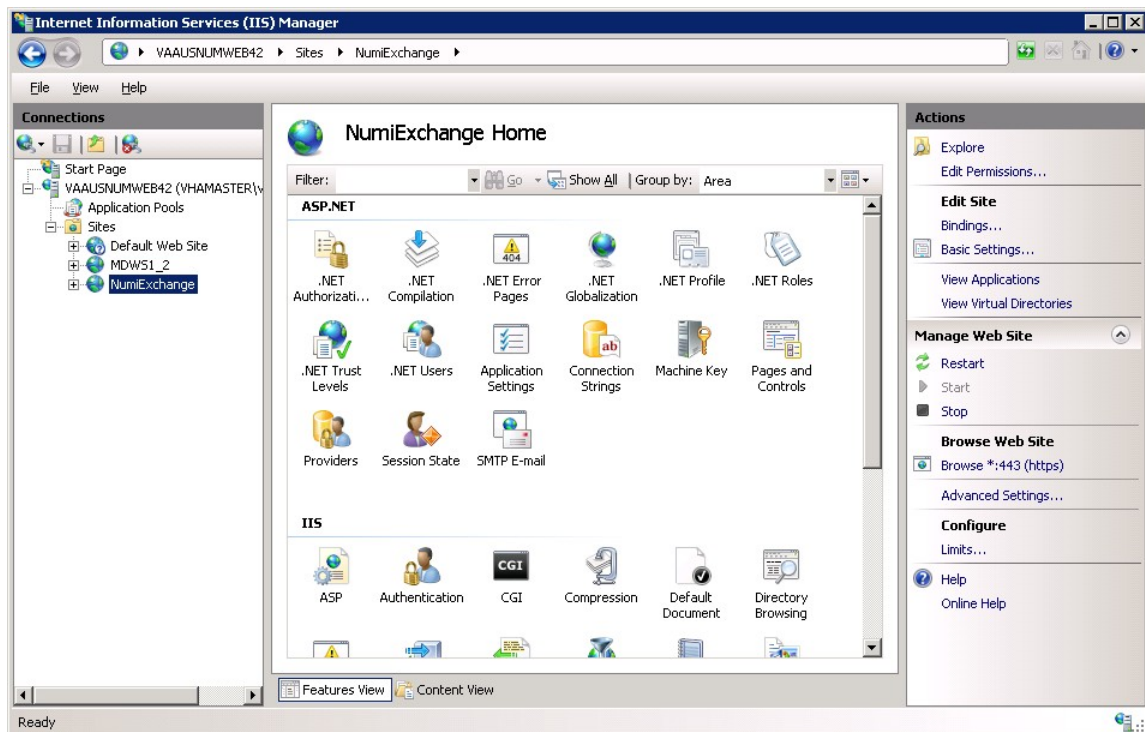 Internet Information Services (IIS) Manager
VAAUSNUMWEB42 Sites NumiExchange
File View Help
Connections
Start Page
VAAUSNUMWEB42 (VHAMASTER\v
Application Pools
Sites
Default Web Site
MDWS1_2
NumiExchange
NumiExchange Home
Filter: Go Show All Group by: Area
ASP.NET
.NET Authorizati...
.NET Compilation
404
.NET Error Pages
.NET Globalization
.NET Profile
.NET Roles
.NET Trust Levels
.NET Users
Application Settings
ab
Connection Strings
Machine Key
Pages and Controls
Providers
Session State
SMTP E-mail
IIS
ASP
Authentication
CGI
CGI
Compression
Default Document
Directory Browsing
Features View
Content View
Actions
Explore
Edit Permissions...
Edit Site
Bindings...
Basic Settings...
View Applications
View Virtual Directories
Manage Web Site
Restart
Start
Stop
Browse Web Site
Browse *:443 (https)
Advanced Settings...
Configure
Limits...
Help
Online Help
Ready